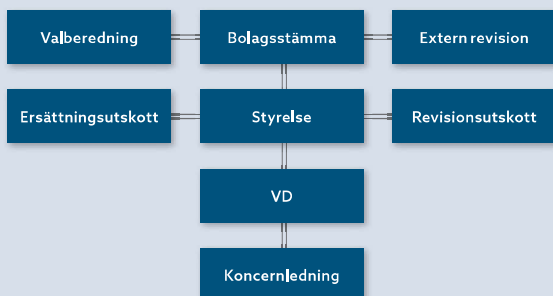 Valberedning
Bolagsstämma
Extern revision
Ersättningsutskott
Styrelse
Revisionsutskott
VD
Koncernledning